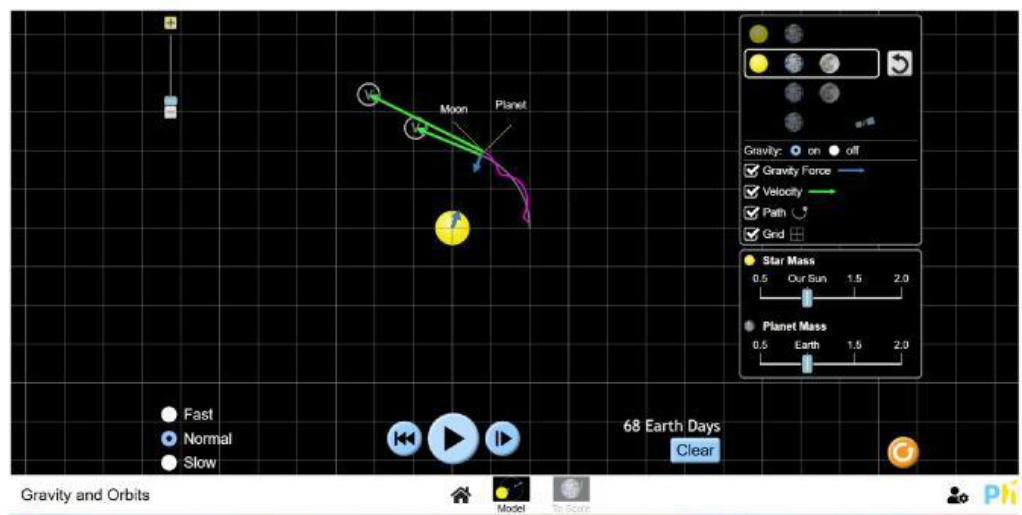 V
V
Moon
Planet
Gravity: on off
Gravity Force
Velocity
Path
Grid
Star Mass
0.5 Our Sun 1.5 2.0
Planet Mass
0.5 Earth 1.5 2.0
Fast
Normal
Slow
68 Earth Days
Clear
Gravity and Orbits
Model
To Scale